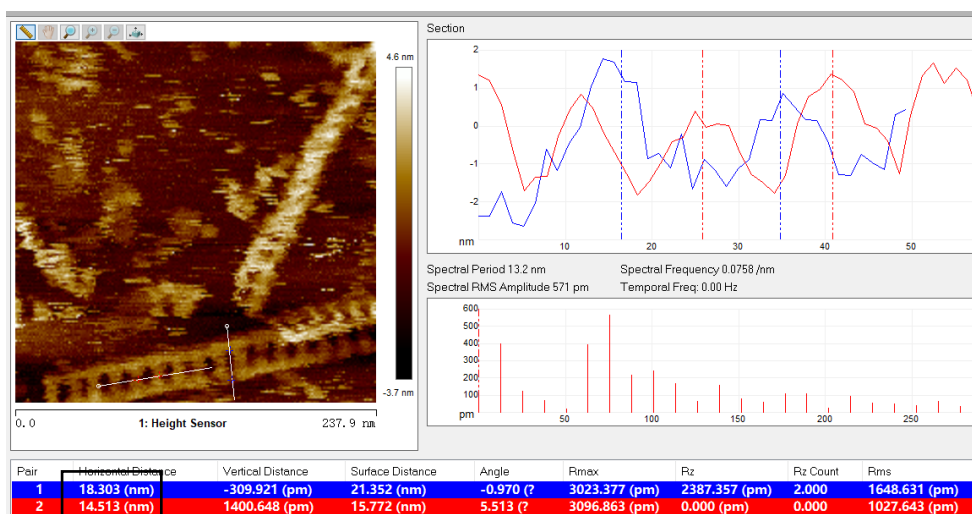 Section
4.6 nm
-3.7 nm
0.0 1: Height Sensor 237.9 nm
2
1
0
-1
-2
nm 10 20 30 40 50
Spectral Period 13.2 nm Spectral Frequency 0.0758 /nm
Spectral RMS Amplitude 571 pm Temporal Freq: 0.00 Hz
600
500
400
300
200
100
pm 50 100 150 200 250
Pair Horizontal Distance Vertical Distance Surface Distance Angle Rmax Rz Rz Count Rms
1 18.303 (nm) -309.921 (pm) 21.352 (nm) -0.970 (? 3023.377 (pm) 2387.357 (pm) 2.000 1648.631 (pm)
2 14.513 (nm) 1400.648 (pm) 15.772 (nm) 5.513 (? 3096.863 (pm) 0.000 (pm) 0.000 1027.643 (pm)